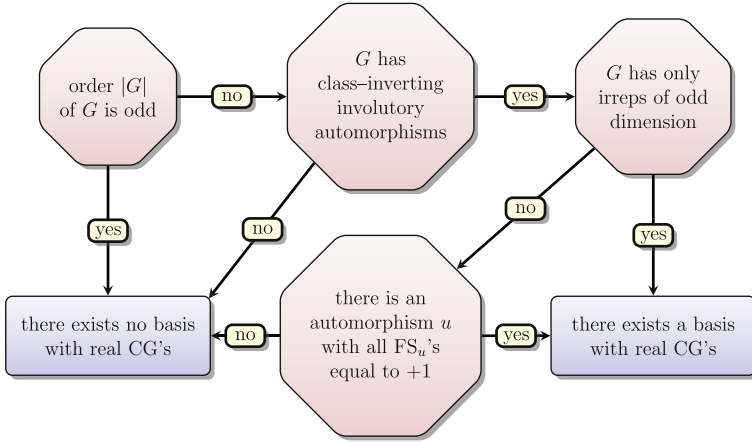 order |G|
of G is odd
no
G has
class–inverting
involutory
automorphisms
yes
G has only
irreps of odd
dimension
yes
no
no
yes
there exists no basis
with real CG's
no
there is an
automorphism u
with all FSᵤ's
equal to +1
yes
there exists a basis
with real CG's